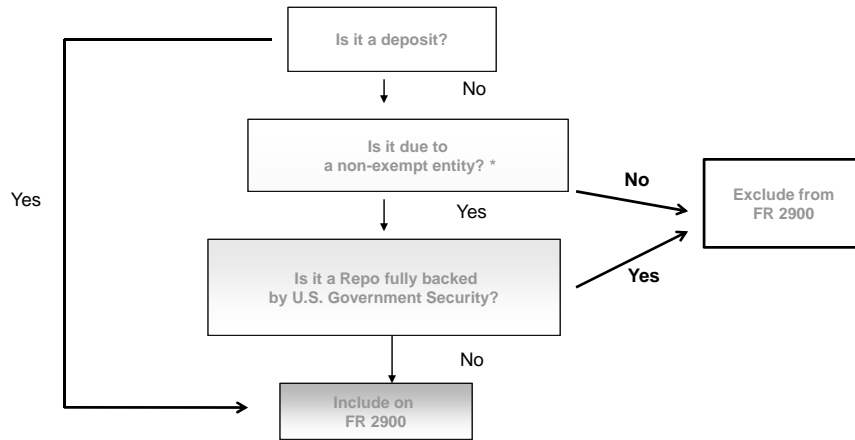 Is it a deposit?
No
Is it due to
a non-exempt entity? *
No
Yes
Exclude from
FR 2900
Yes
Is it a Repo fully backed
by U.S. Government Security?
Yes
No
Include on
FR 2900